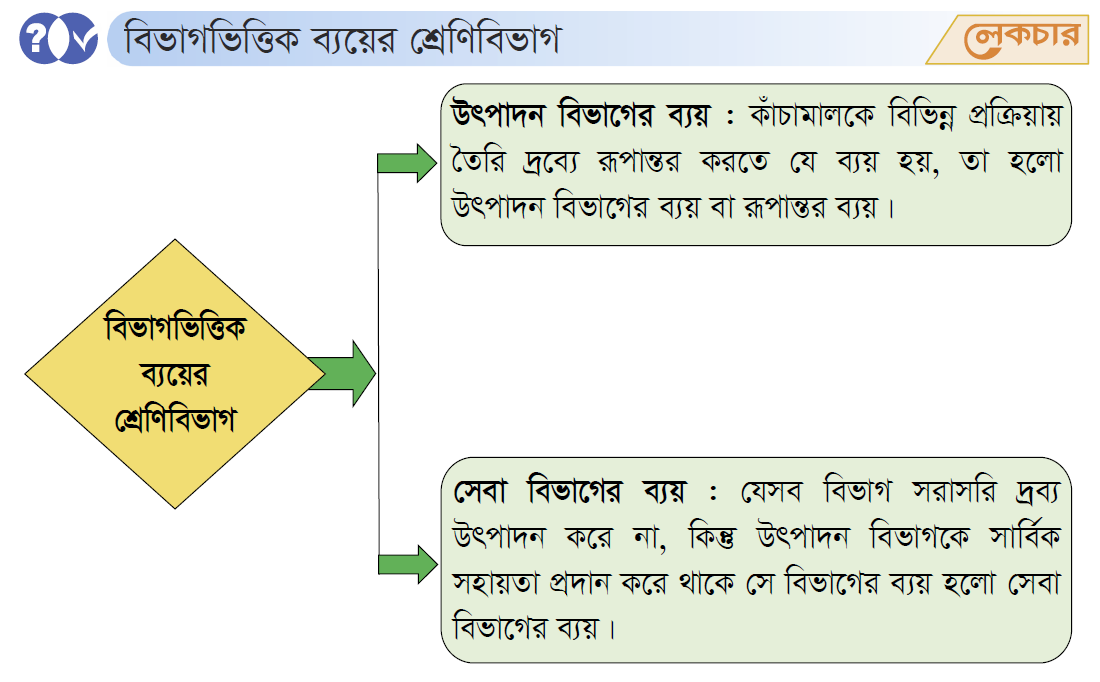 বিভাগভিত্তিক ব্যয়ের শ্রেণিবিভাগ
লেকচার
উৎপাদন বিভাগের ব্যয় : কাঁচামালকে বিভিন্ন প্রক্রিয়ায়
তৈরি দ্রব্যে রূপান্তর করতে যে ব্যয় হয়, তা হলো
উৎপাদন বিভাগের ব্যয় বা রূপান্তর ব্যয়।
বিভাগভিত্তিক
ব্যয়ের
শ্রেণিবিভাগ
সেবা বিভাগের ব্যয় : যেসব বিভাগ সরাসরি দ্রব্য
উৎপাদন করে না, কিন্তু উৎপাদন বিভাগকে সার্বিক
সহায়তা প্রদান করে থাকে সে বিভাগের ব্যয় হলো সেবা
বিভাগের ব্যয়।